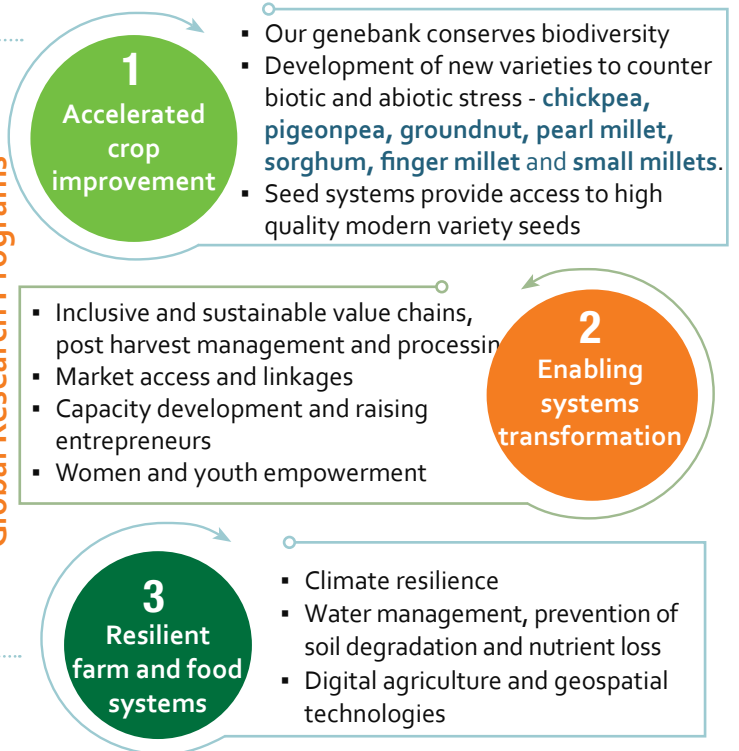 Global Research Programs
1
Accelerated
crop
improvement
▪ Our genebank conserves biodiversity
▪ Development of new varieties to counter
biotic and abiotic stress - chickpea,
pigeonpea, groundnut, pearl millet,
sorghum, finger millet and small millets.
▪ Seed systems provide access to high
quality modern variety seeds
▪ Inclusive and sustainable value chains,
post harvest management and processin
▪ Market access and linkages
▪ Capacity development and raising
entrepreneurs
▪ Women and youth empowerment
2
Enabling
systems
transformation
3
Resilient
farm and food
systems
▪ Climate resilience
▪ Water management, prevention of
soil degradation and nutrient loss
▪ Digital agriculture and geospatial
technologies